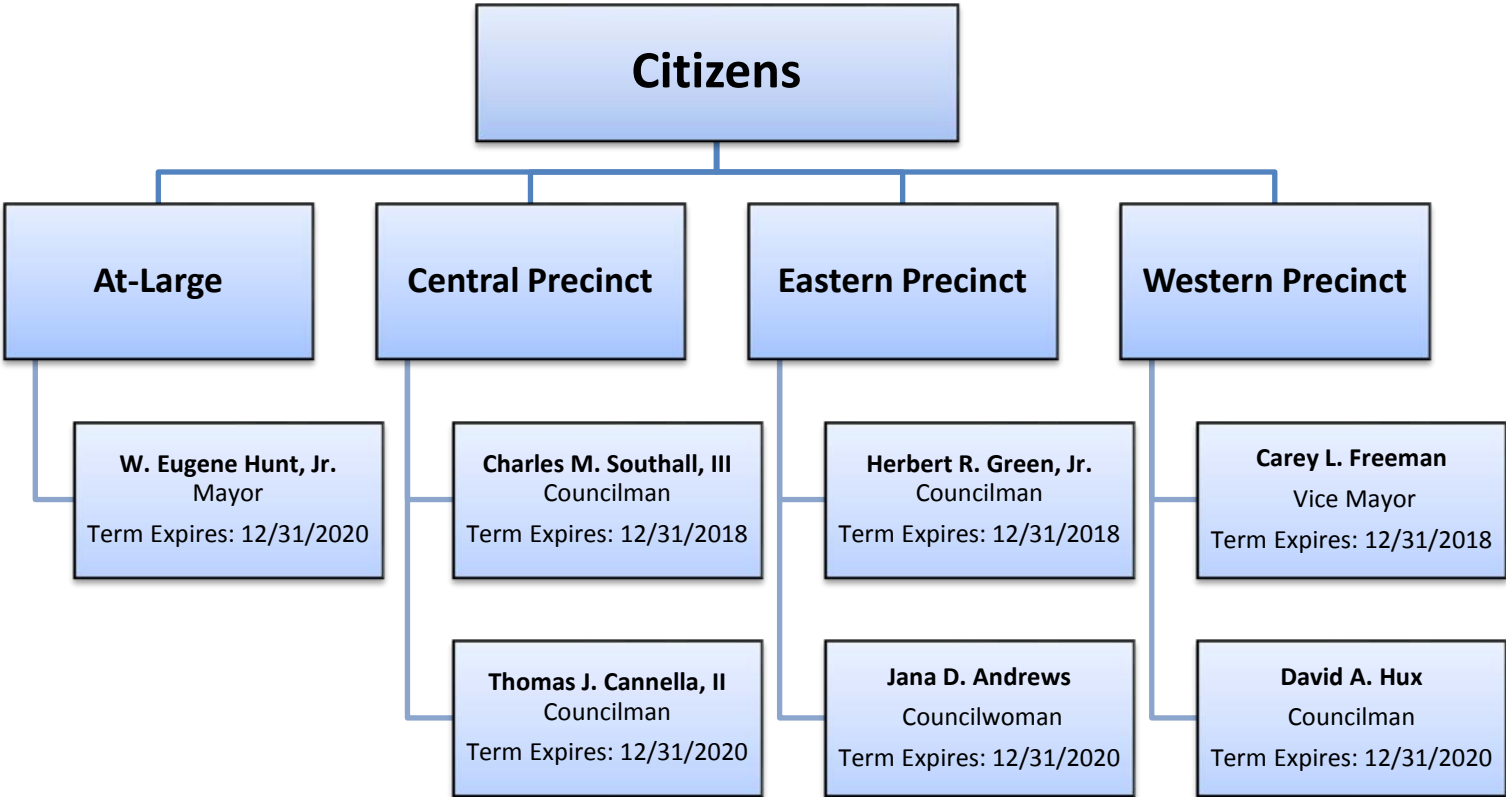 Citizens
At-Large
Central Precinct
Eastern Precinct
Western Precinct
W. Eugene Hunt, Jr.
Mayor
Term Expires: 12/31/2020
Charles M. Southall, III
Councilman
Term Expires: 12/31/2018
Herbert R. Green, Jr.
Councilman
Term Expires: 12/31/2018
Carey L. Freeman
Vice Mayor
Term Expires: 12/31/2018
Thomas J. Cannella, II
Councilman
Term Expires: 12/31/2020
Jana D. Andrews
Councilwoman
Term Expires: 12/31/2020
David A. Hux
Councilman
Term Expires: 12/31/2020